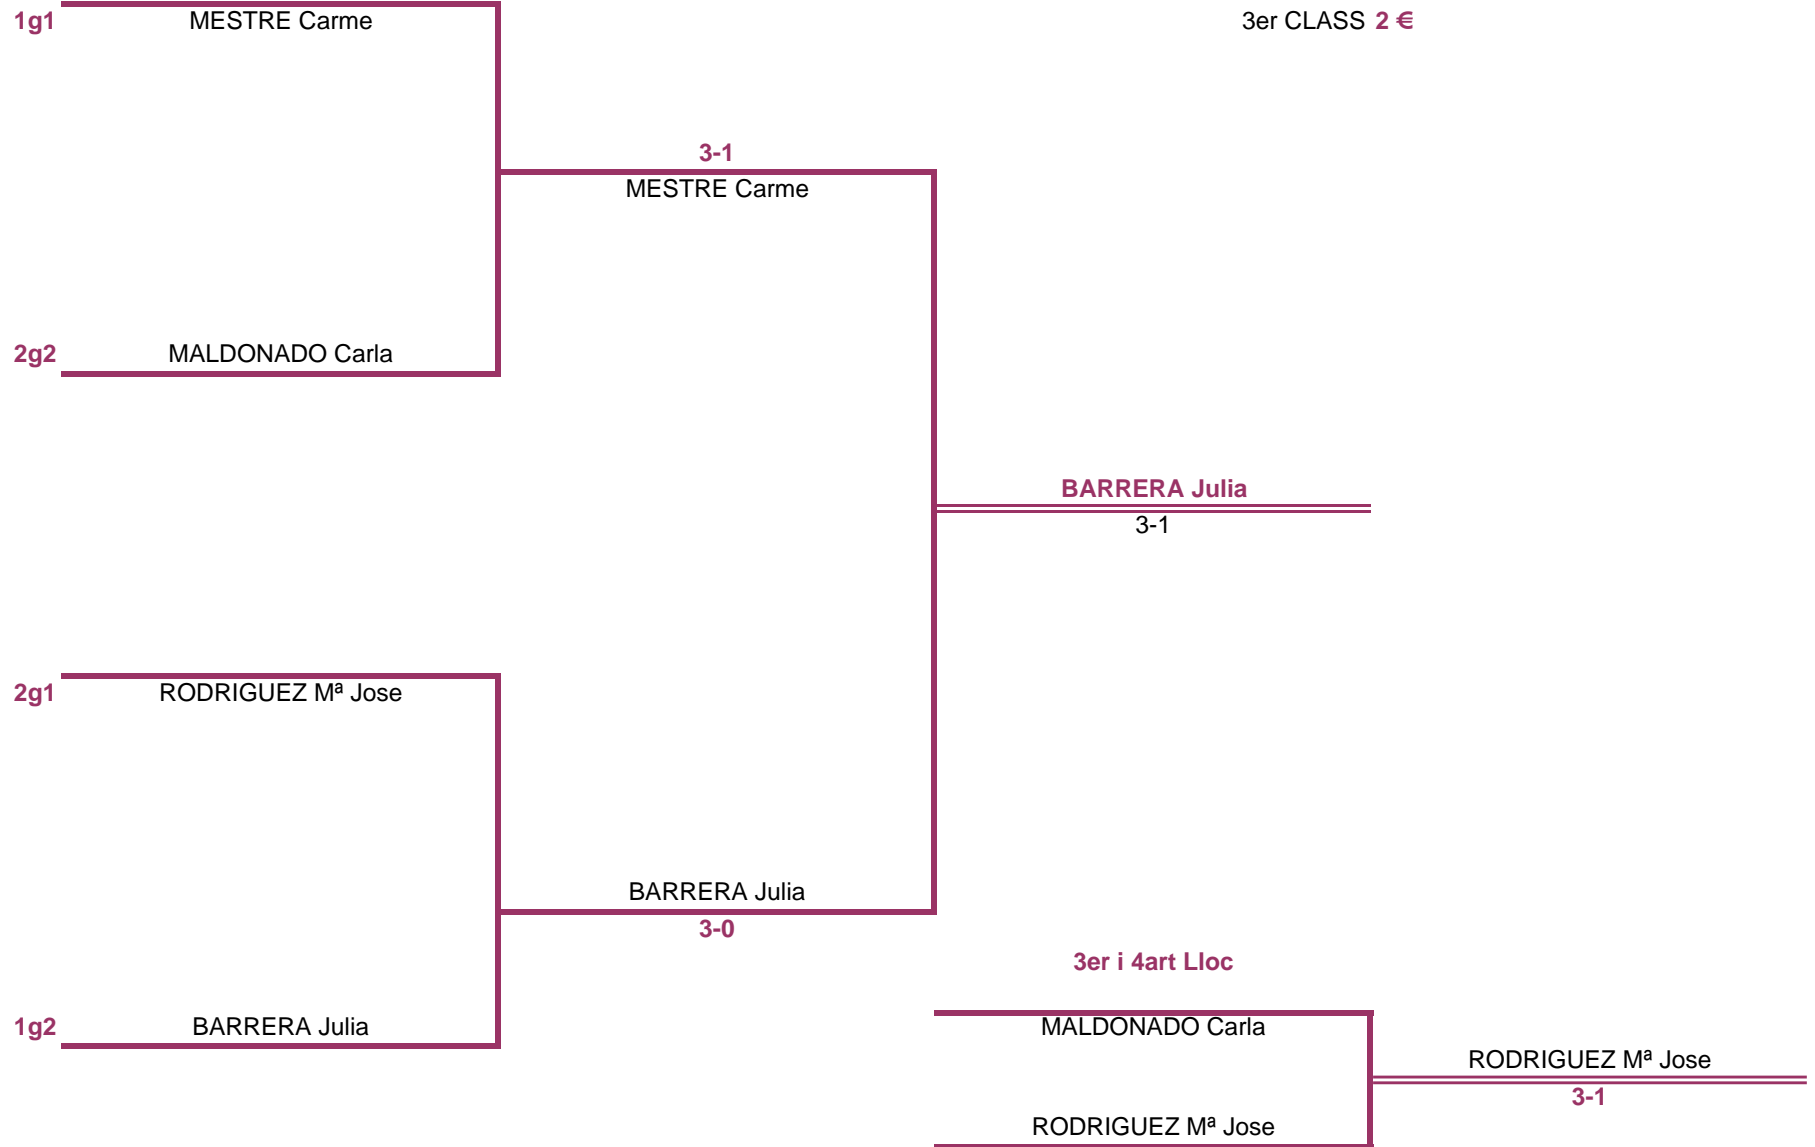 1g1 MESTRE Carme 3er CLASS 2 €
3-1
MESTRE Carme
2g2 MALDONADO Carla
BARRERA Julia
3-1
2g1 RODRIGUEZ Mª Jose
BARRERA Julia
3-0
3er i 4art Lloc
1g2 BARRERA Julia MALDONADO Carla
RODRIGUEZ Mª Jose
3-1
RODRIGUEZ Mª Jose